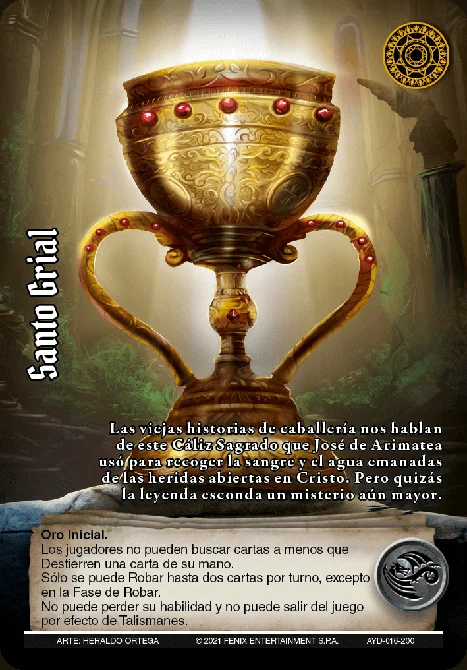 Santo Grial
Las viejas historias de caballería nos hablan
de este Cáliz Sagrado que José de Arimatea
usó para recoger la sangre y el agua emanadas
de las heridas abiertas en Cristo. Pero quizás
la leyenda esconda un misterio aún mayor.
Oro Inicial.
Los jugadores no pueden buscar cartas a menos que
Destierren una carta de su mano.
Sólo se puede Robar hasta dos cartas por turno, excepto
en la Fase de Robar.
No puede perder su habilidad y no puede salir del juego
por efecto de Talismanes.
ARTE: HERALDO ORTEGA © 2021 FENIX ENTERTAINMENT S.P.A. AYD-016-200